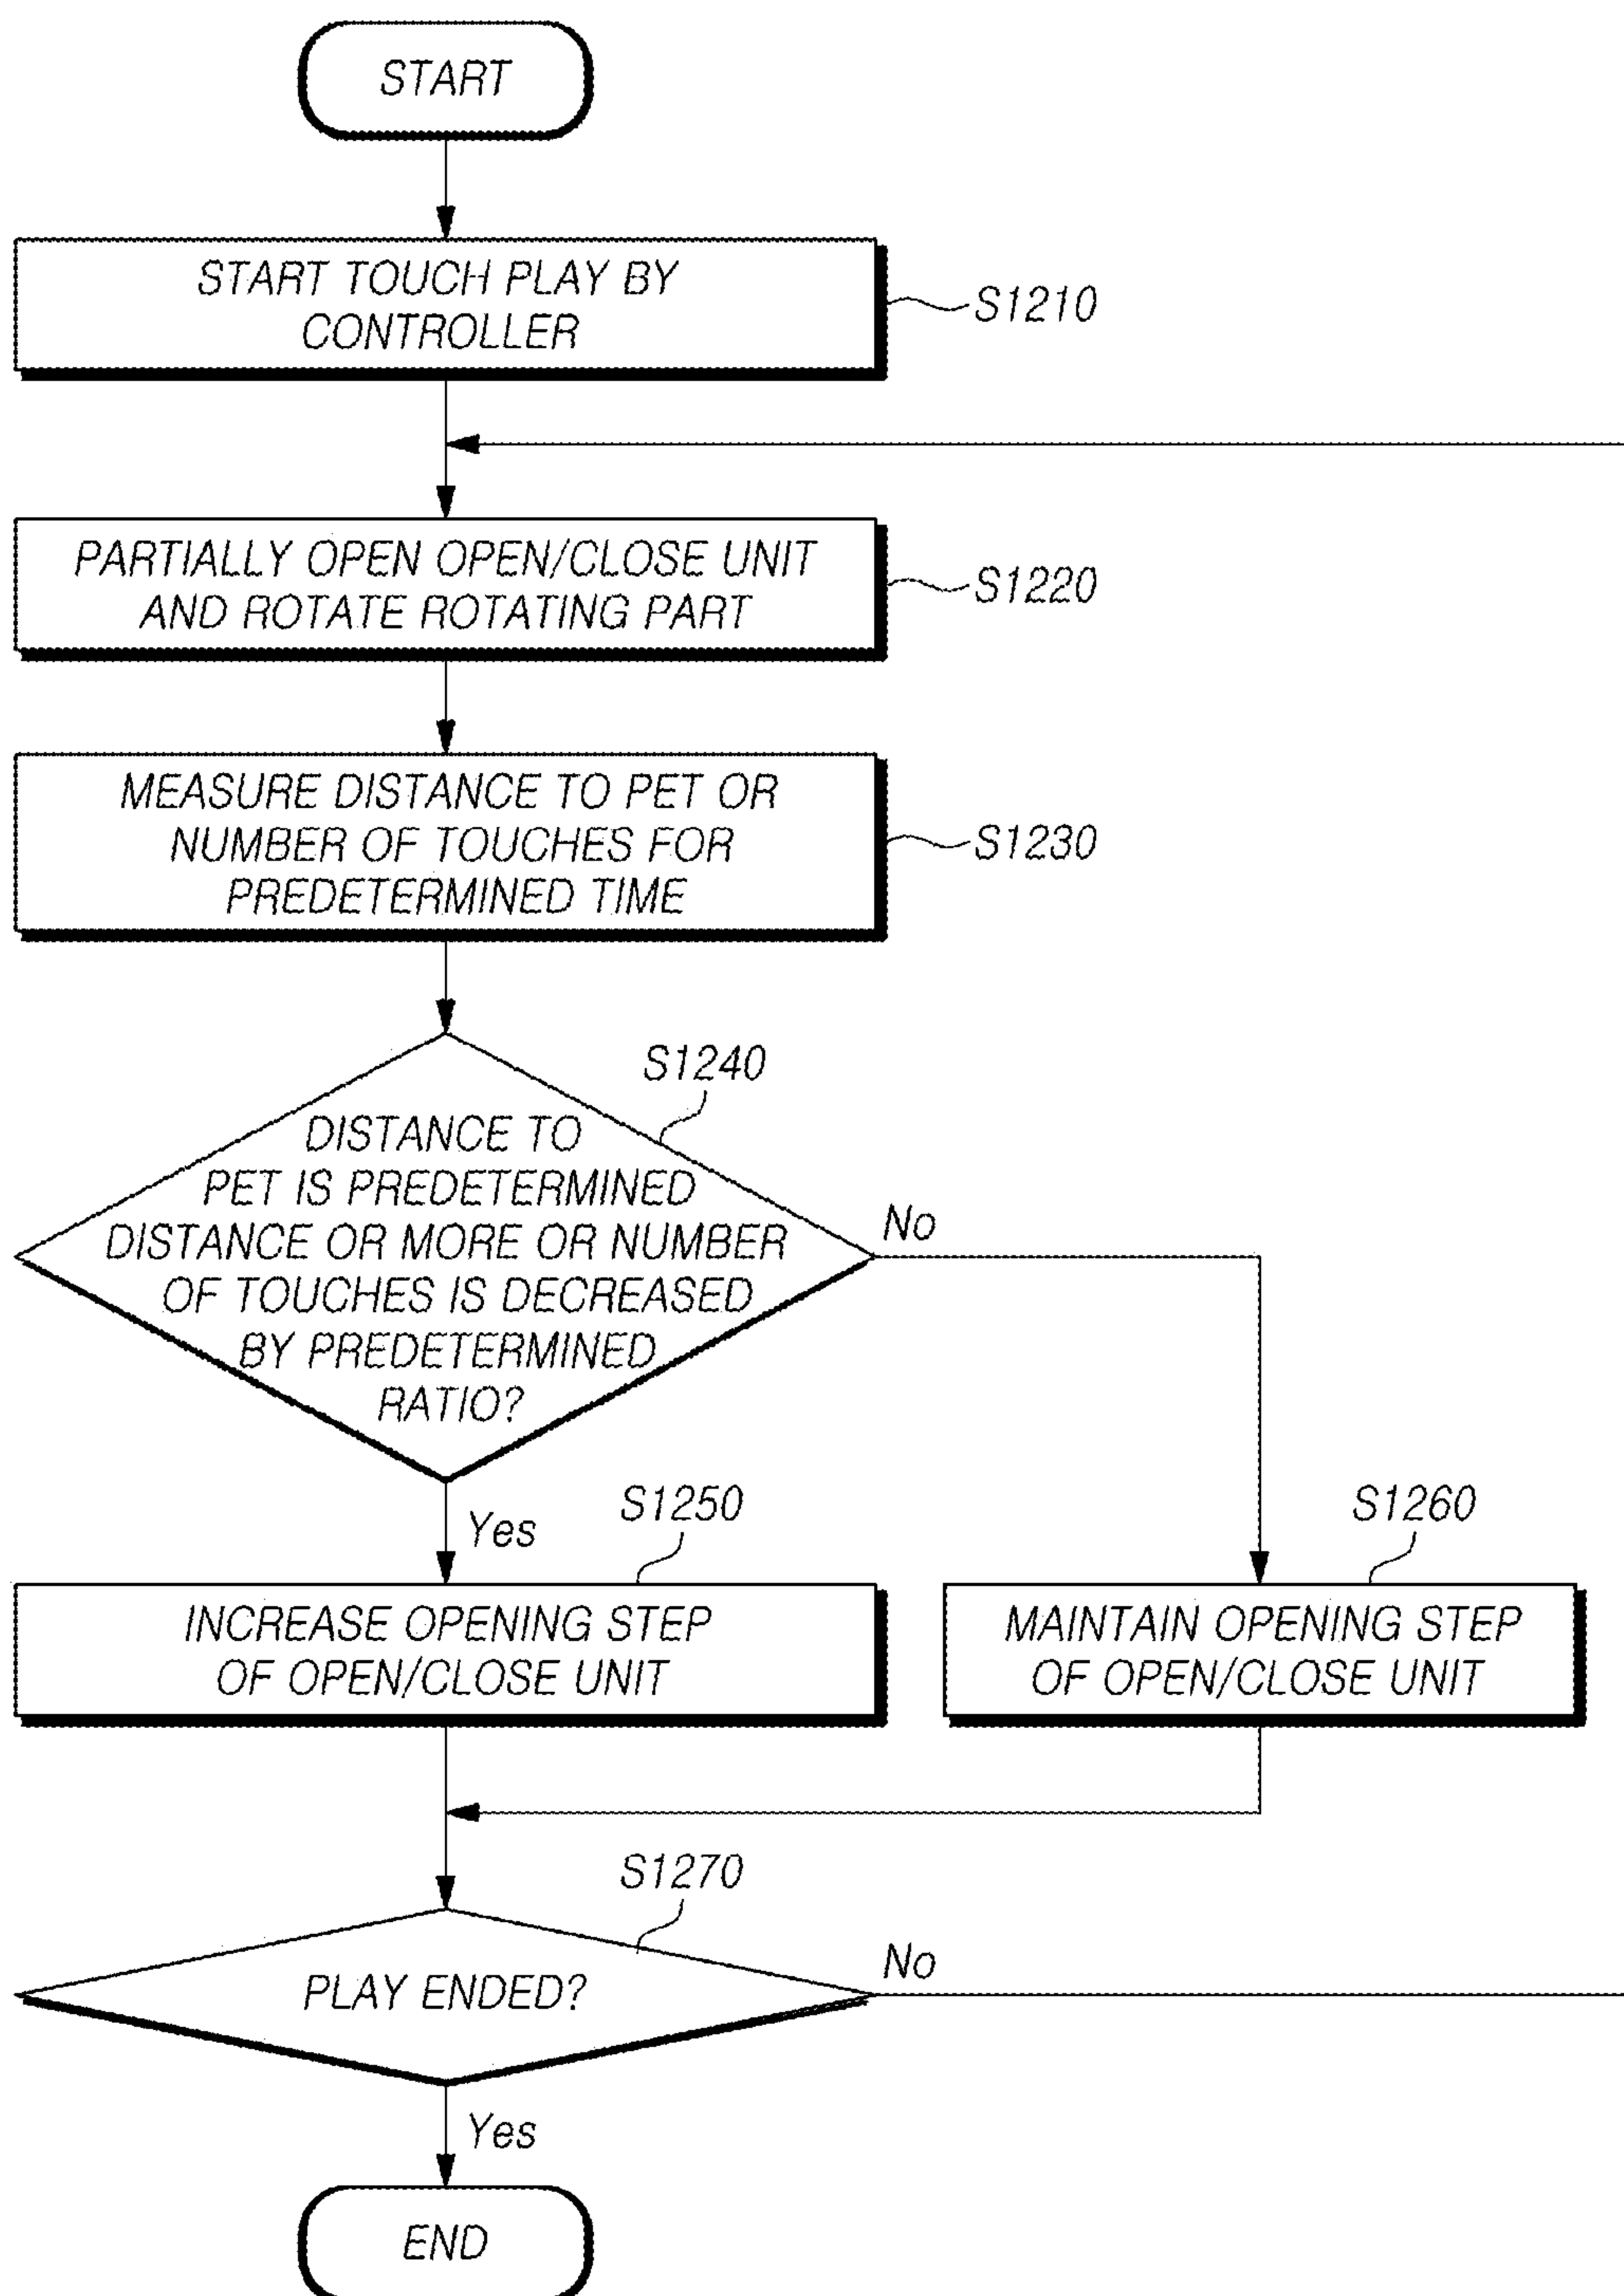 START
START TOUCH PLAY BY
CONTROLLER
S1210
PARTIALLY OPEN OPEN/CLOSE UNIT
AND ROTATE ROTATING PART
S1220
MEASURE DISTANCE TO PET OR
NUMBER OF TOUCHES FOR
PREDETERMINED TIME
S1230
S1240
DISTANCE TO
PET IS PREDETERMINED
DISTANCE OR MORE OR NUMBER
OF TOUCHES IS DECREASED
BY PREDETERMINED
RATIO?
No
Yes
S1250
INCREASE OPENING STEP
OF OPEN/CLOSE UNIT
S1260
MAINTAIN OPENING STEP
OF OPEN/CLOSE UNIT
S1270
PLAY ENDED?
No
Yes
END